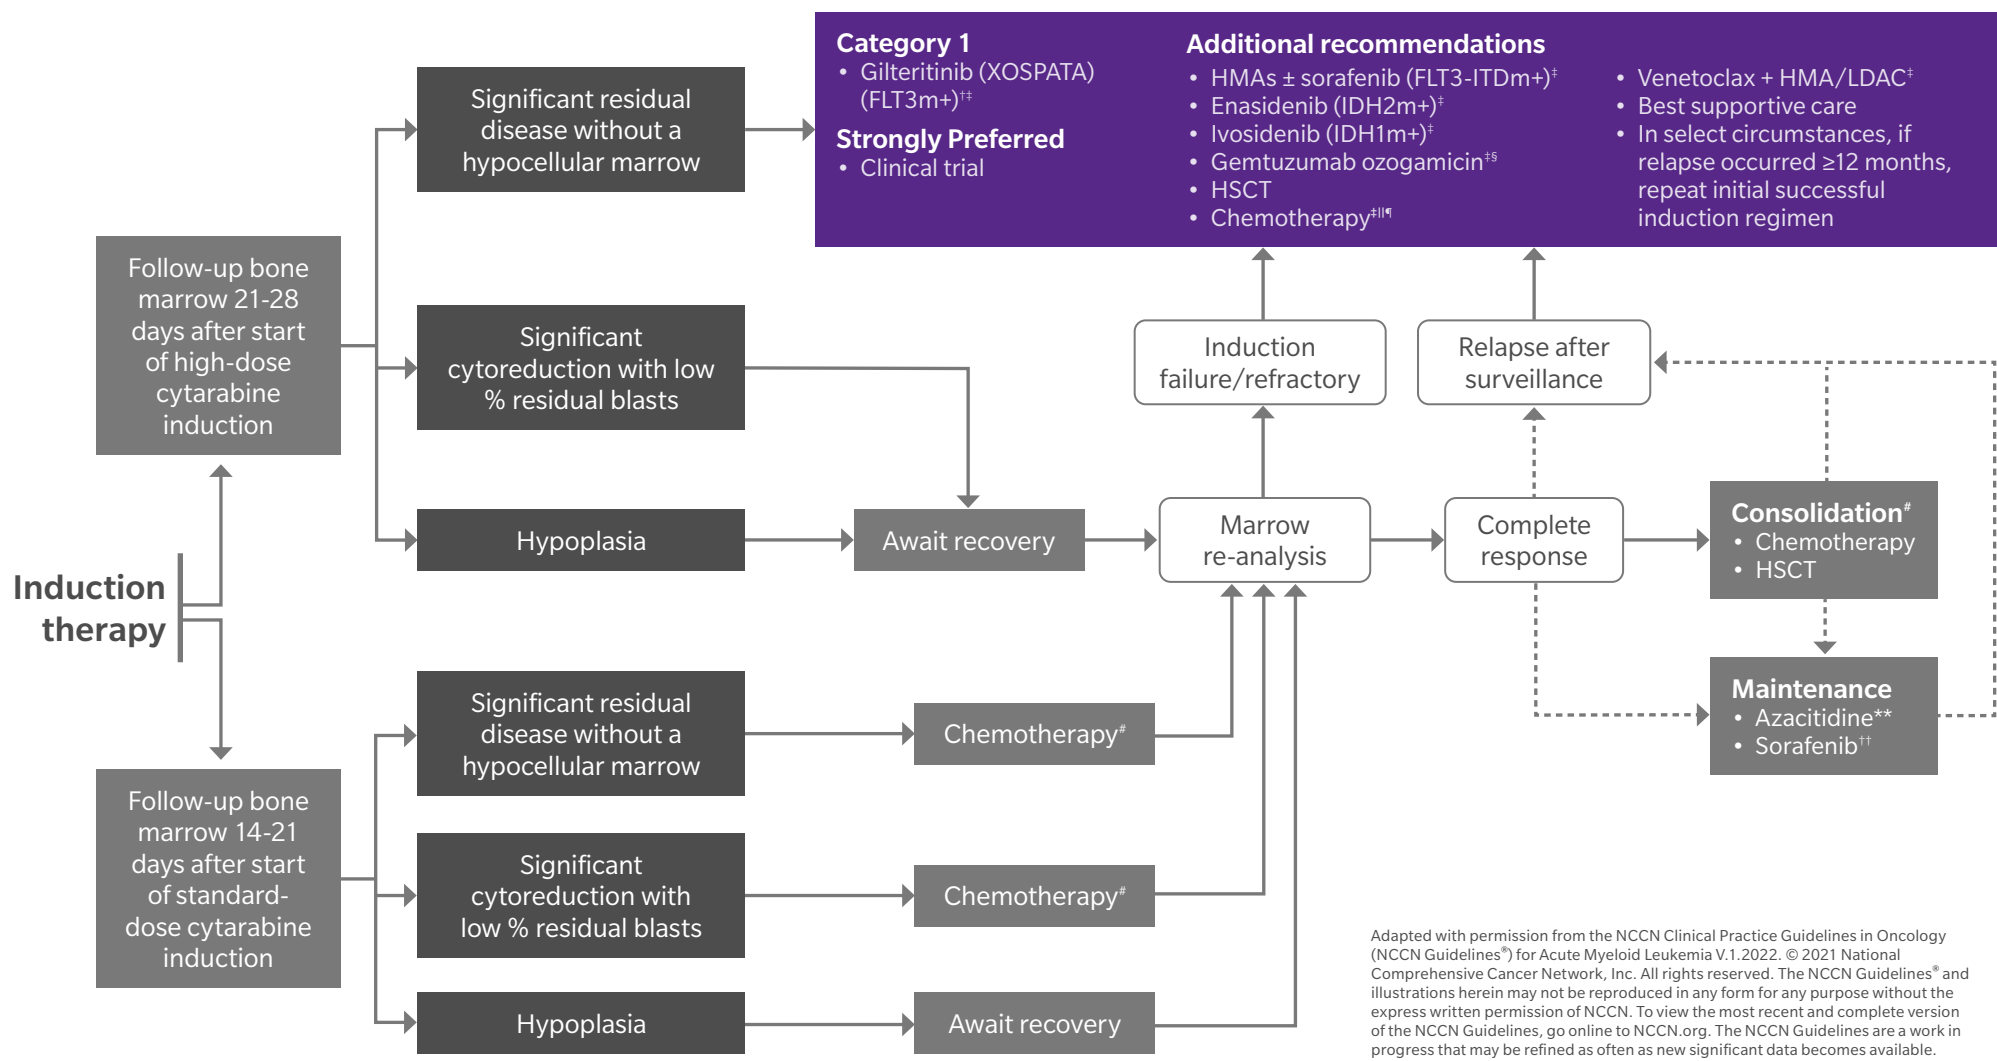 Category 1
• Gilteritinib (XOSPATA)
(FLT3m+)†‡
Strongly Preferred
• Clinical trial
Additional recommendations
• HMAs ± sorafenib (FLT3-ITDm+)‡
• Enasidenib (IDH2m+)‡
• Ivosidenib (IDH1m+)‡
• Gemtuzumab ozogamicin‡§
• HSCT
• Chemotherapy‡||¶
• Venetoclax + HMA/LDAC‡
• Best supportive care
• In select circumstances, if
relapse occurred ≥12 months,
repeat initial successful
induction regimen
Significant residual
disease without a
hypocellular marrow
Follow-up bone
marrow 21-28
days after start
of high-dose
cytarabine
induction
Significant
cytoreduction with low
% residual blasts
Induction
failure/refractory
Relapse after
surveillance
Hypoplasia
Await recovery
Marrow
re-analysis
Complete
response
Consolidation#
• Chemotherapy
• HSCT
Induction
therapy
Maintenance
• Azacitidine**
• Sorafenib††
Significant residual
disease without a
hypocellular marrow
Chemotherapy#
Follow-up bone
marrow 14-21
days after start
of standard-
dose cytarabine
induction
Significant
cytoreduction with
low % residual blasts
Chemotherapy#
Hypoplasia
Await recovery
Adapted with permission from the NCCN Clinical Practice Guidelines in Oncology
(NCCN Guidelines®) for Acute Myeloid Leukemia V.1.2022. © 2021 National
Comprehensive Cancer Network, Inc. All rights reserved. The NCCN Guidelines® and
illustrations herein may not be reproduced in any form for any purpose without the
express written permission of NCCN. To view the most recent and complete version
of the NCCN Guidelines, go online to NCCN.org. The NCCN Guidelines are a work in
progress that may be refined as often as new significant data becomes available.